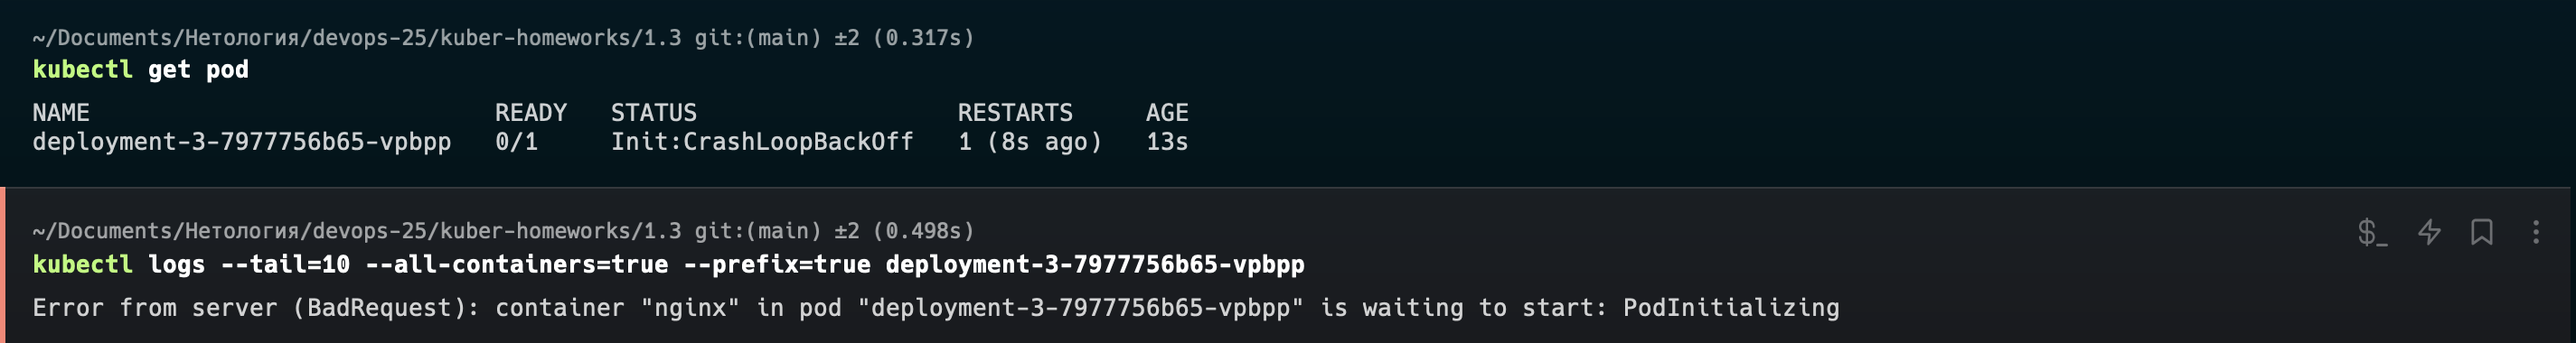 ~/Documents/Нетология/devops-25/kuber-homeworks/1.3 git:(main) ±2 (0.317s)
kubectl get pod
NAME READY STATUS RESTARTS AGE
deployment-3-7977756b65-vpbpp 0/1 Init:CrashLoopBackOff 1 (8s ago) 13s
~/Documents/Нетология/devops-25/kuber-homeworks/1.3 git:(main) ±2 (0.498s)
$_
kubectl logs --tail=10 --all-containers=true --prefix=true deployment-3-7977756b65-vpbpp
Error from server (BadRequest): container "nginx" in pod "deployment-3-7977756b65-vpbpp" is waiting to start: PodInitializing